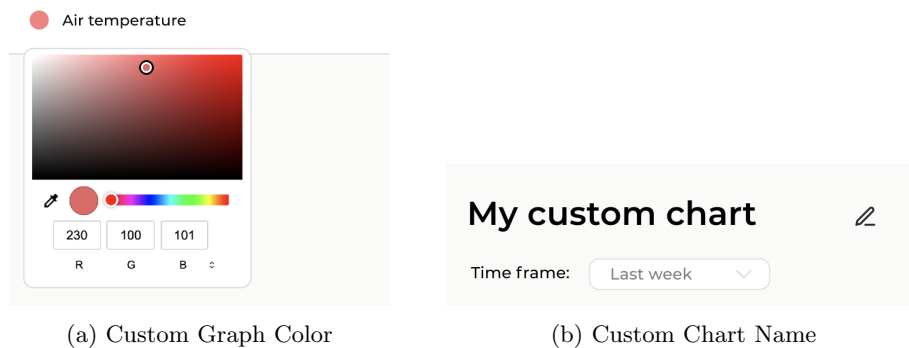 Air temperature
230 100 101
R G B
My custom chart
Time frame: Last week
(a) Custom Graph Color
(b) Custom Chart Name